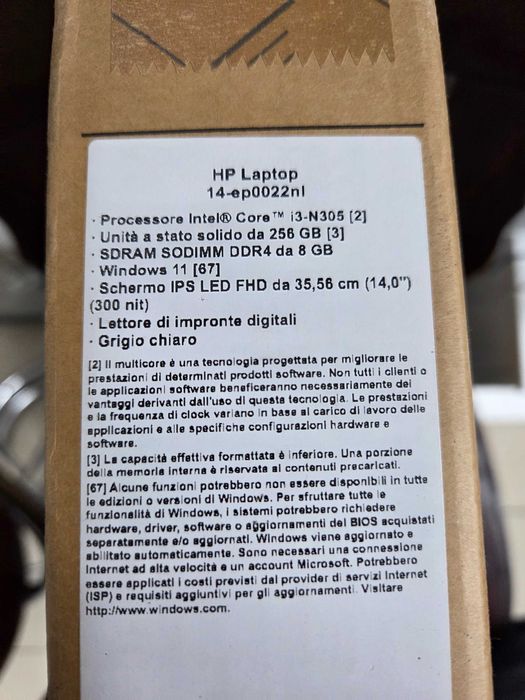 HP Laptop
14-ep0022nl
· Processore Intel® Core™ i3-N305 [2]
· Unità a stato solido da 256 GB [3]
· SDRAM SODIMM DDR4 da 8 GB
· Windows 11 [67]
· Schermo IPS LED FHD da 35,56 cm (14,0")
(300 nit)
· Lettore di impronte digitali
· Grigio chiaro
[2] Il multicore è una tecnologia progettata per migliorare le
prestazioni di determinati prodotti software. Non tutti i clienti o
le applicazioni software beneficeranno necessariamente dei
vantaggi derivanti dall'uso di questa tecnologia. Le prestazioni
e la frequenza di clock variano in base al carico di lavoro delle
applicazioni e alle specifiche configurazioni hardware e
software.
[3] La capacità effettiva formattata è inferiore. Una porzione
della memoria interna è riservata ai contenuti precaricati.
[67] Alcune funzioni potrebbero non essere disponibili in tutte
le edizioni o versioni di Windows. Per sfruttare tutte le
funzionalità di Windows, i sistemi potrebbero richiedere
hardware, driver, software o aggiornamenti del BIOS acquistati
separatamente e/o aggiornati. Windows viene aggiornato e
abilitato automaticamente. Sono necessari una connessione
Internet ad alta velocità e un account Microsoft. Potrebbero
essere applicati i costi previsti dal provider di servizi Internet
(ISP) e requisiti aggiuntivi per gli aggiornamenti. Visitare
http://www.windows.com.